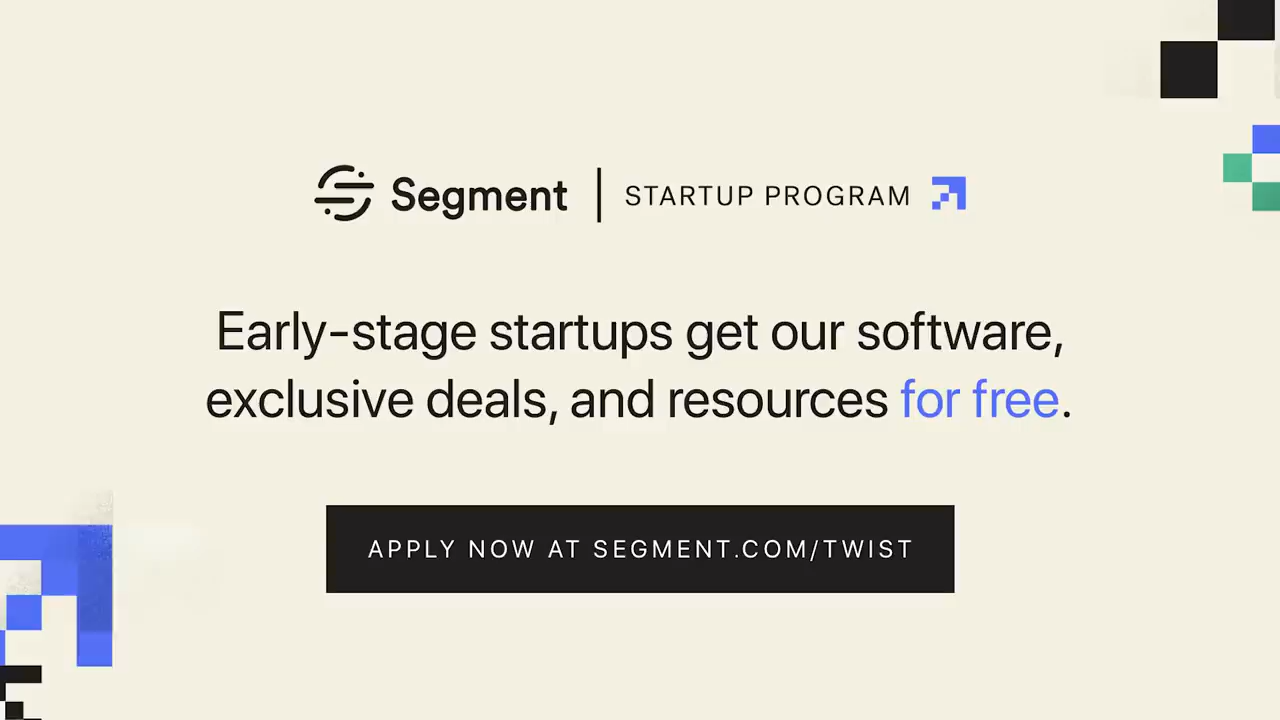 Segment | STARTUP PROGRAM
Early-stage startups get our software,
exclusive deals, and resources for free.
APPLY NOW AT SEGMENT.COM/TWIST